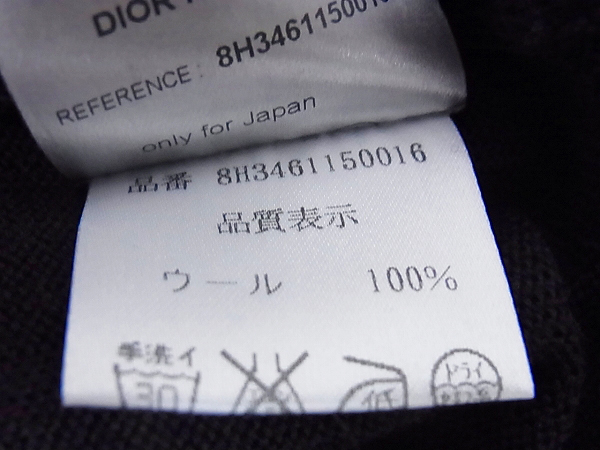 DIOR
REFERENCE: 8H346115001
only for Japan
品番 8H3461150016
品質表示
ウール 100%
手洗イ
30 低 ドライ